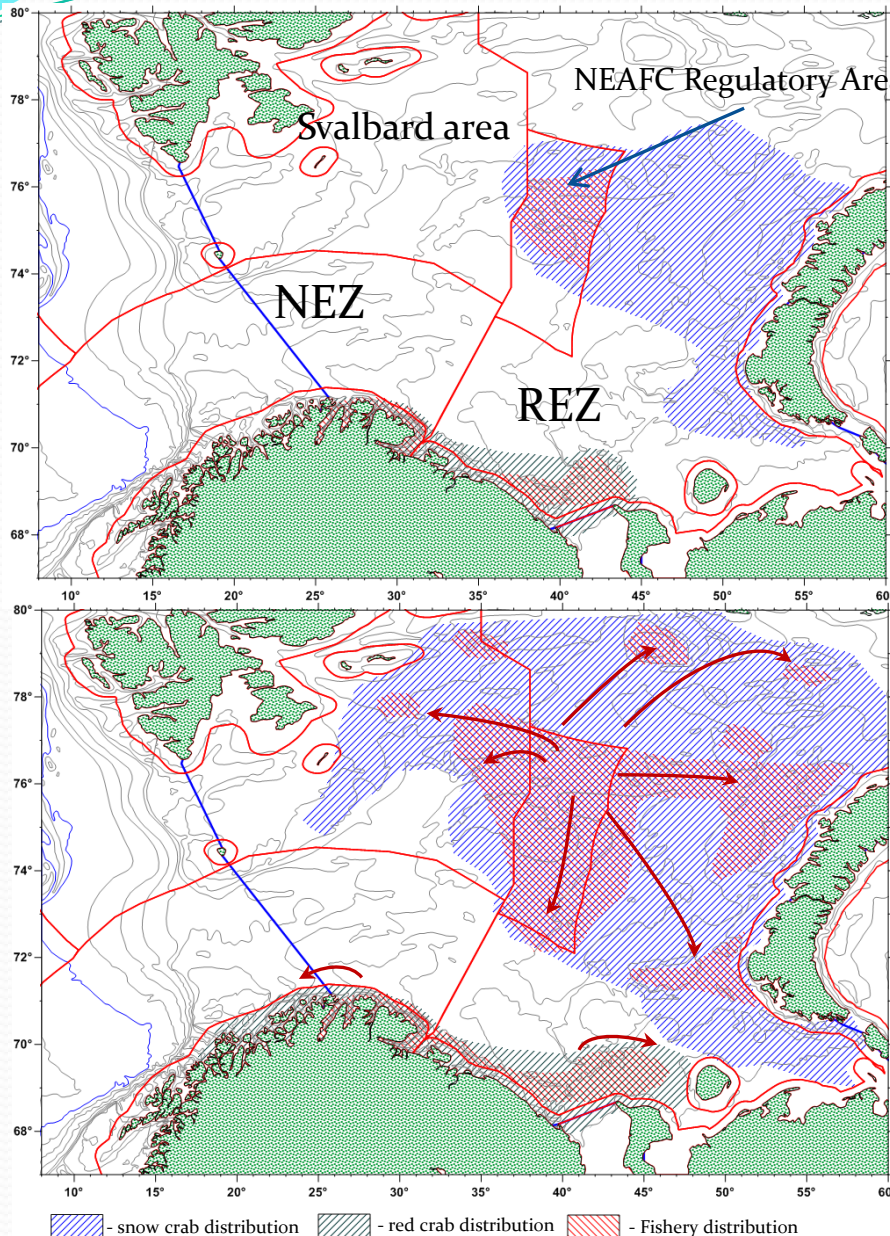 80°
78°
NEAFC Regulatory Are
Svalbard area
76°
74°
NEZ
72°
REZ
70°
68°
10° 15° 20° 25° 30° 35° 40° 45° 50° 55° 60
80°
78°
76°
74°
72°
70°
68°
10° 15° 20° 25° 30° 35° 40° 45° 50° 55° 60
- snow crab distribution - red crab distribution - Fishery distribution